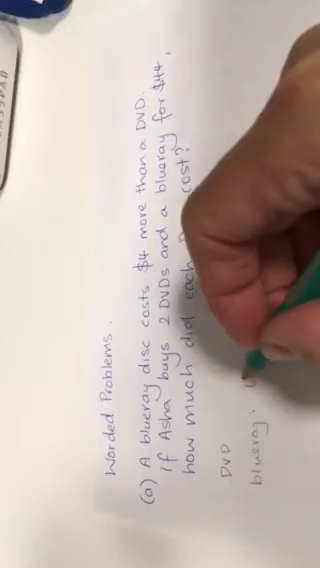 Worded Problems.
(a) A blueray disc costs $4 more than a DVD.
If Asha buys 2 DVDs and a blueray for $44,
how much did each cost?
DVD
blueray: